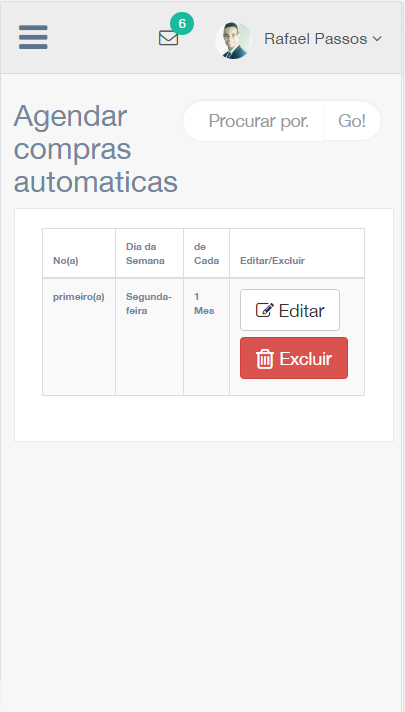 6
Rafael Passos
Agendar
compras
automaticas
Procurar por.
Go!
No(a)
Dia da
Semana
de
Cada
Editar/Excluir
primeiro(a)
Segunda-
feira
1
Mes
Editar
Excluir